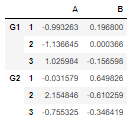 A B
G1 1 -0.993263 0.196800
2 -1.136645 0.000366
3 1.025984 -0.156598
G2 1 -0.031579 0.649826
2 2.154846 -0.610259
3 -0.755325 -0.346419